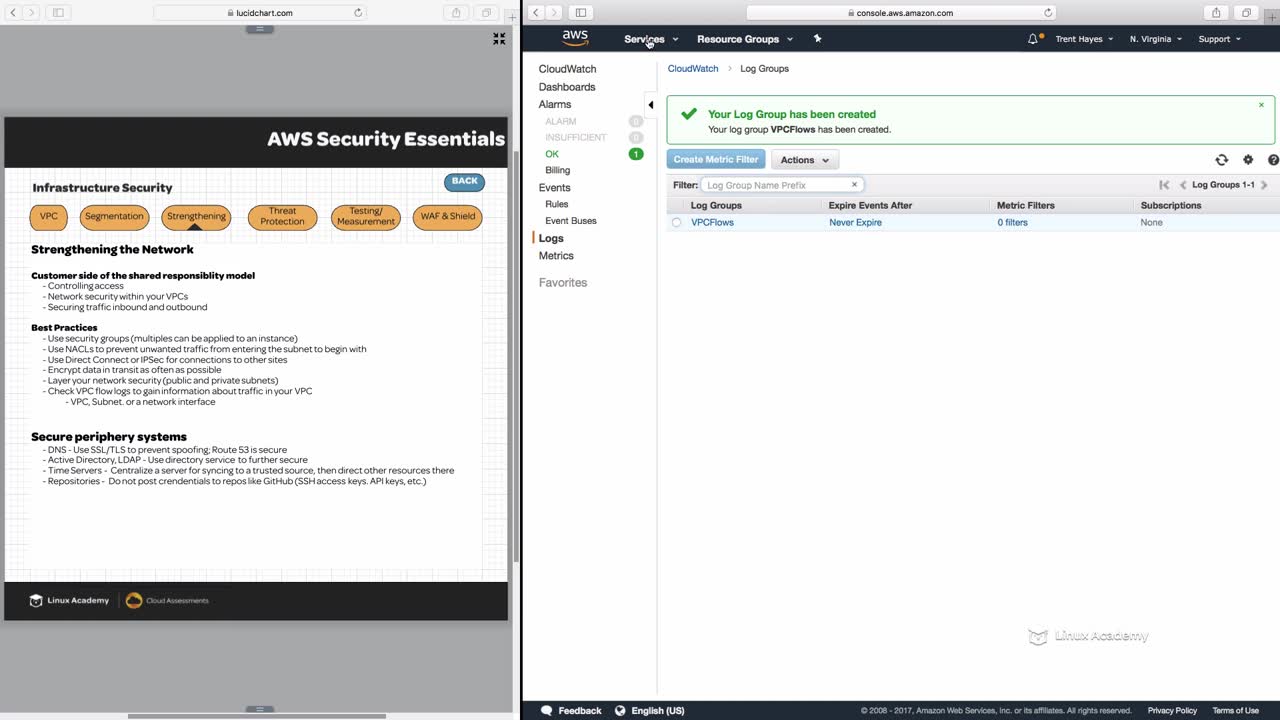 lucidchart.com
AWS Security Essentials
Infrastructure Security
BACK
VPC
Segmentation
Strengthening
Threat
Protection
Testing/
Measurement
WAF & Shield
Strengthening the Network
Customer side of the shared responsiblity model
- Controlling access
- Network security within your VPCs
- Securing traffic inbound and outbound
Best Practices
- Use security groups (multiples can be applied to an instance)
- Use NACLs to prevent unwanted traffic from entering the subnet to begin with
- Use Direct Connect or IPSec for connections to other sites
- Encrypt data in transit as often as possible
- Layer your network security (public and private subnets)
- Check VPC flow logs to gain information about traffic in your VPC
- VPC, Subnet. or a network interface
Secure periphery systems
- DNS - Use SSL/TLS to prevent spoofing; Route 53 is secure
- Active Directory, LDAP - Use directory service to further secure
- Time Servers - Centralize a server for syncing to a trusted source, then direct other resources there
- Repositories - Do not post crendentials to repos like GitHub (SSH access keys. API keys, etc.)
Linux Academy
Cloud Assessments
console.aws.amazon.com
aws
Services
Resource Groups
Trent Hayes
N. Virginia
Support
CloudWatch
Dashboards
Alarms
ALARM 0
INSUFFICIENT 0
OK 1
Billing
Events
Rules
Event Buses
Logs
Metrics
Favorites
CloudWatch > Log Groups
Your Log Group has been created
Your log group VPCFlows has been created.
Create Metric Filter
Actions
Filter: Log Group Name Prefix ×
Log Groups 1-1
Log Groups Expire Events After Metric Filters Subscriptions
VPCFlows Never Expire 0 filters None
Linux Academy
Feedback
English (US)
© 2008 - 2017, Amazon Web Services, Inc. or its affiliates. All rights reserved.
Privacy Policy
Terms of Use